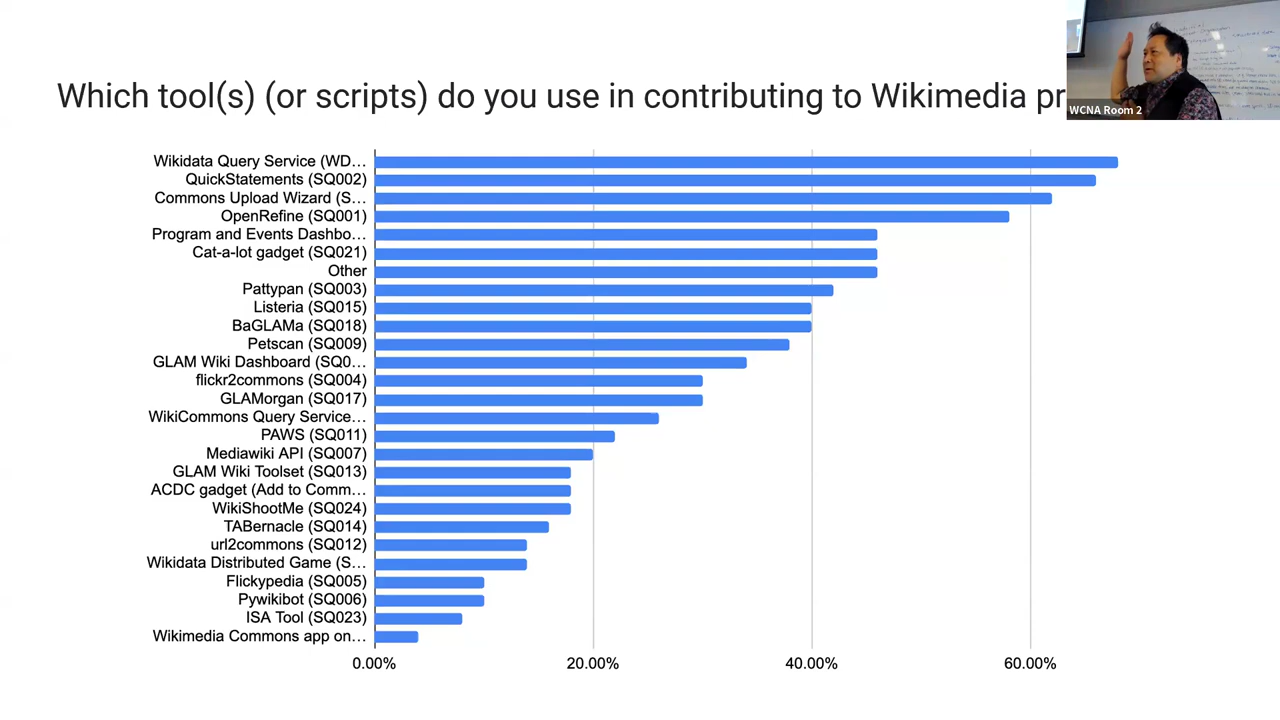 Which tool(s) (or scripts) do you use in contributing to Wikimedia pr
WCNA Room 2
Wikidata Query Service (WD…
QuickStatements (SQ002)
Commons Upload Wizard (S…
OpenRefine (SQ001)
Program and Events Dashbo…
Cat-a-lot gadget (SQ021)
Other
Pattypan (SQ003)
Listeria (SQ015)
BaGLAMa (SQ018)
Petscan (SQ009)
GLAM Wiki Dashboard (SQ0…
flickr2commons (SQ004)
GLAMorgan (SQ017)
WikiCommons Query Service…
PAWS (SQ011)
Mediawiki API (SQ007)
GLAM Wiki Toolset (SQ013)
ACDC gadget (Add to Comm…
WikiShootMe (SQ024)
TABernacle (SQ014)
url2commons (SQ012)
Wikidata Distributed Game (S…
Flickypedia (SQ005)
Pywikibot (SQ006)
ISA Tool (SQ023)
Wikimedia Commons app on…
0.00% 20.00% 40.00% 60.00%